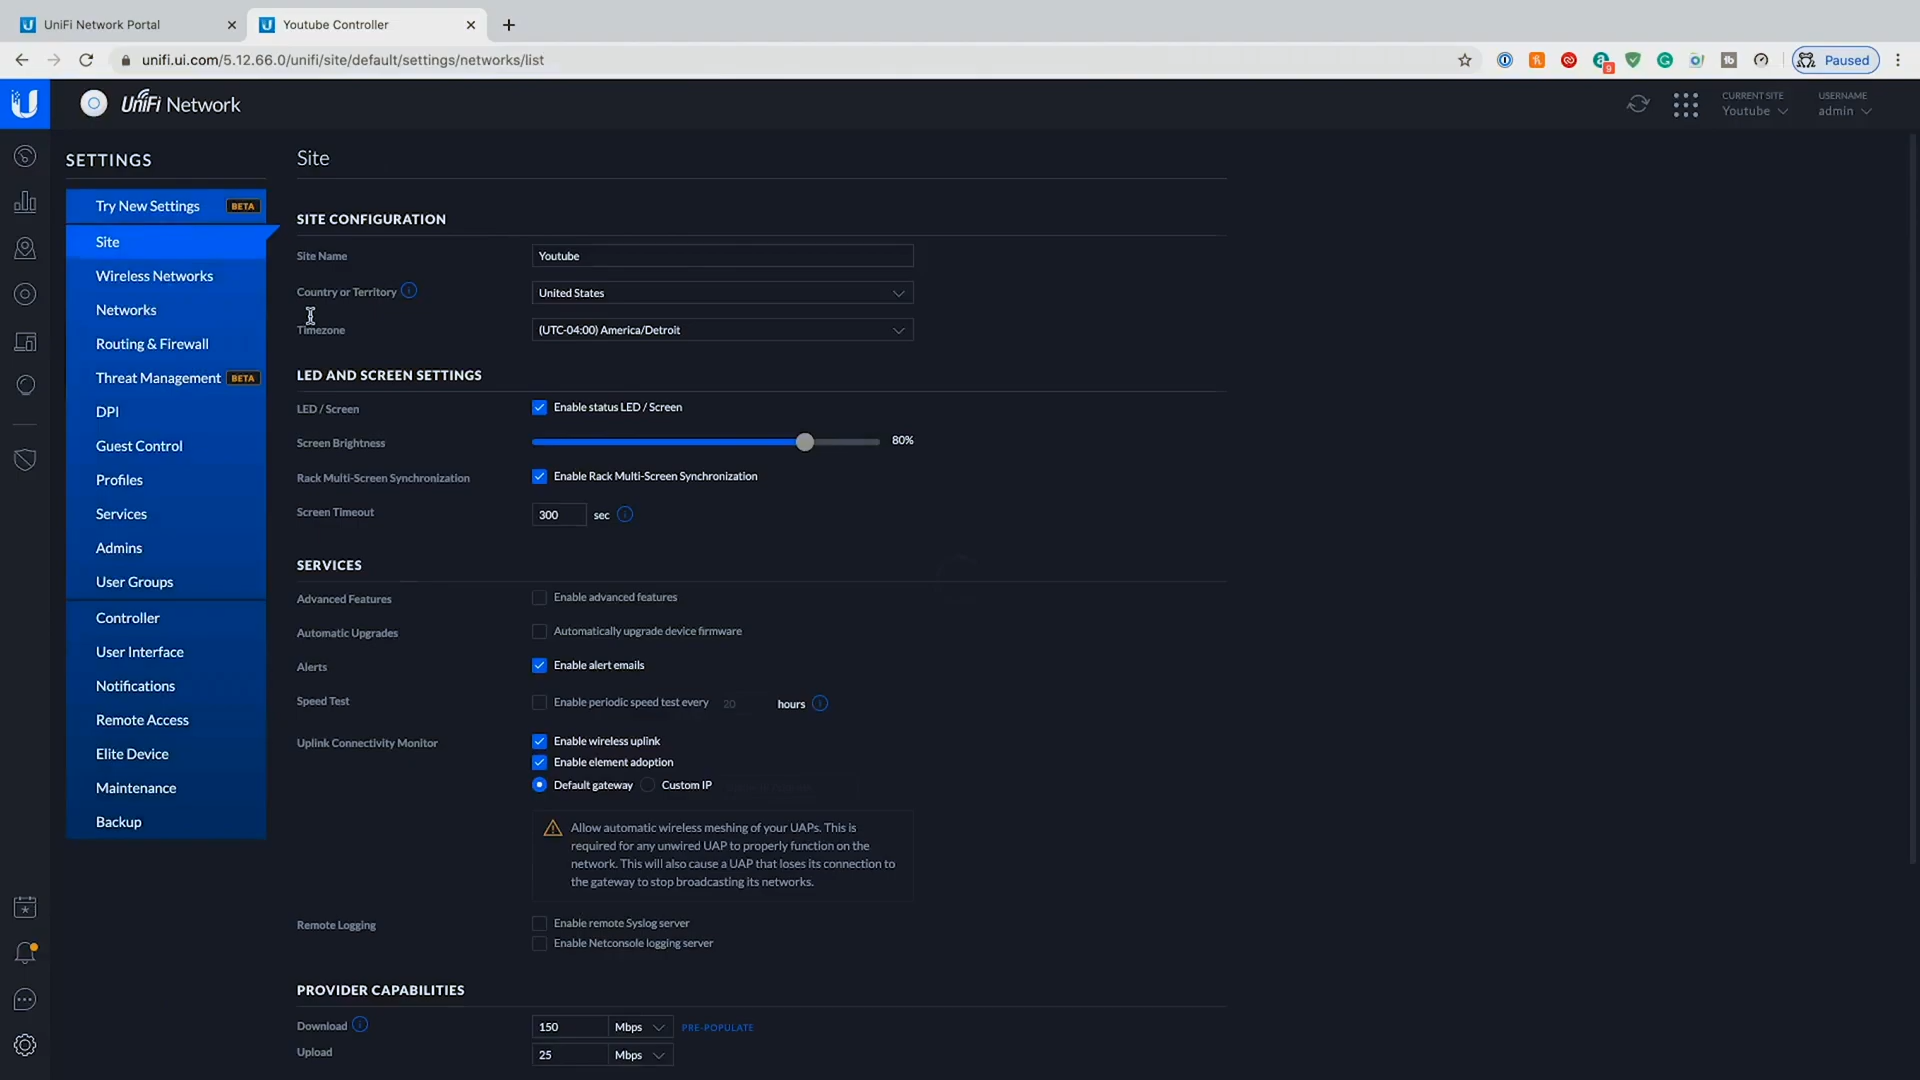 UniFi Network Portal
Youtube Controller
unifi.ui.com/5.12.66.0/unifi/site/default/settings/networks/list
9
Paused
UniFi Network
CURRENT SITE
Youtube
USERNAME
admin
SETTINGS
Try New Settings BETA
Site
Wireless Networks
Networks
Routing & Firewall
Threat Management BETA
DPI
Guest Control
Profiles
Services
Admins
User Groups
Controller
User Interface
Notifications
Remote Access
Elite Device
Maintenance
Backup
Site
SITE CONFIGURATION
Site Name Youtube
Country or Territory United States
Timezone (UTC-04:00) America/Detroit
LED AND SCREEN SETTINGS
LED / Screen Enable status LED / Screen
Screen Brightness 80%
Rack Multi-Screen Synchronization Enable Rack Multi-Screen Synchronization
Screen Timeout 300 sec
SERVICES
Advanced Features Enable advanced features
Automatic Upgrades Automatically upgrade device firmware
Alerts Enable alert emails
Speed Test Enable periodic speed test every 20 hours
Uplink Connectivity Monitor Enable wireless uplink
Enable element adoption
Default gateway Custom IP
Allow automatic wireless meshing of your UAPs. This is
required for any unwired UAP to properly function on the
network. This will also cause a UAP that loses its connection to
the gateway to stop broadcasting its networks.
Remote Logging Enable remote Syslog server
Enable Netconsole logging server
PROVIDER CAPABILITIES
Download 150 Mbps PRE-POPULATE
Upload 25 Mbps